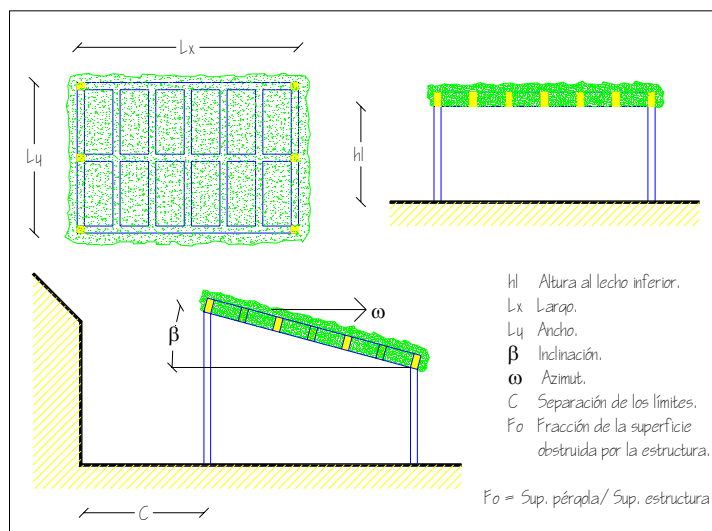 Lx
Ly
hl
β
ω
C
hl Altura al lecho inferior.
Lx Largo.
Ly Ancho.
β Inclinación.
ω Azimut.
C Separación de los límites.
Fo Fracción de la superficie
obstruida por la estructura.
Fo = Sup. pérgola/ Sup. estructura